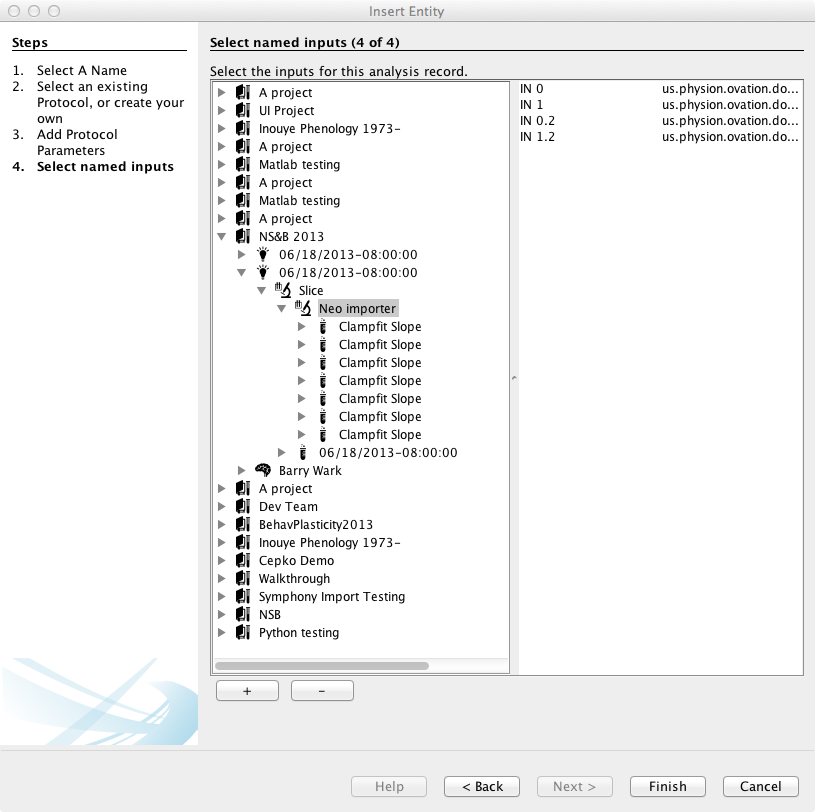 Insert Entity
Steps
1. Select A Name
2. Select an existing
Protocol, or create your
own
3. Add Protocol
Parameters
4. Select named inputs
Select named inputs (4 of 4)
Select the inputs for this analysis record.
A project
UI Project
Inouye Phenology 1973-
A project
Matlab testing
A project
Matlab testing
A project
NS&B 2013
06/18/2013-08:00:00
06/18/2013-08:00:00
Slice
Neo importer
Clampfit Slope
Clampfit Slope
Clampfit Slope
Clampfit Slope
Clampfit Slope
Clampfit Slope
Clampfit Slope
06/18/2013-08:00:00
Barry Wark
A project
Dev Team
BehavPlasticity2013
Inouye Phenology 1973-
Cepko Demo
Walkthrough
Symphony Import Testing
NSB
Python testing
IN 0 us.physion.ovation.do...
IN 1 us.physion.ovation.do...
IN 0.2 us.physion.ovation.do...
IN 1.2 us.physion.ovation.do...
+ -
Help < Back Next > Finish Cancel